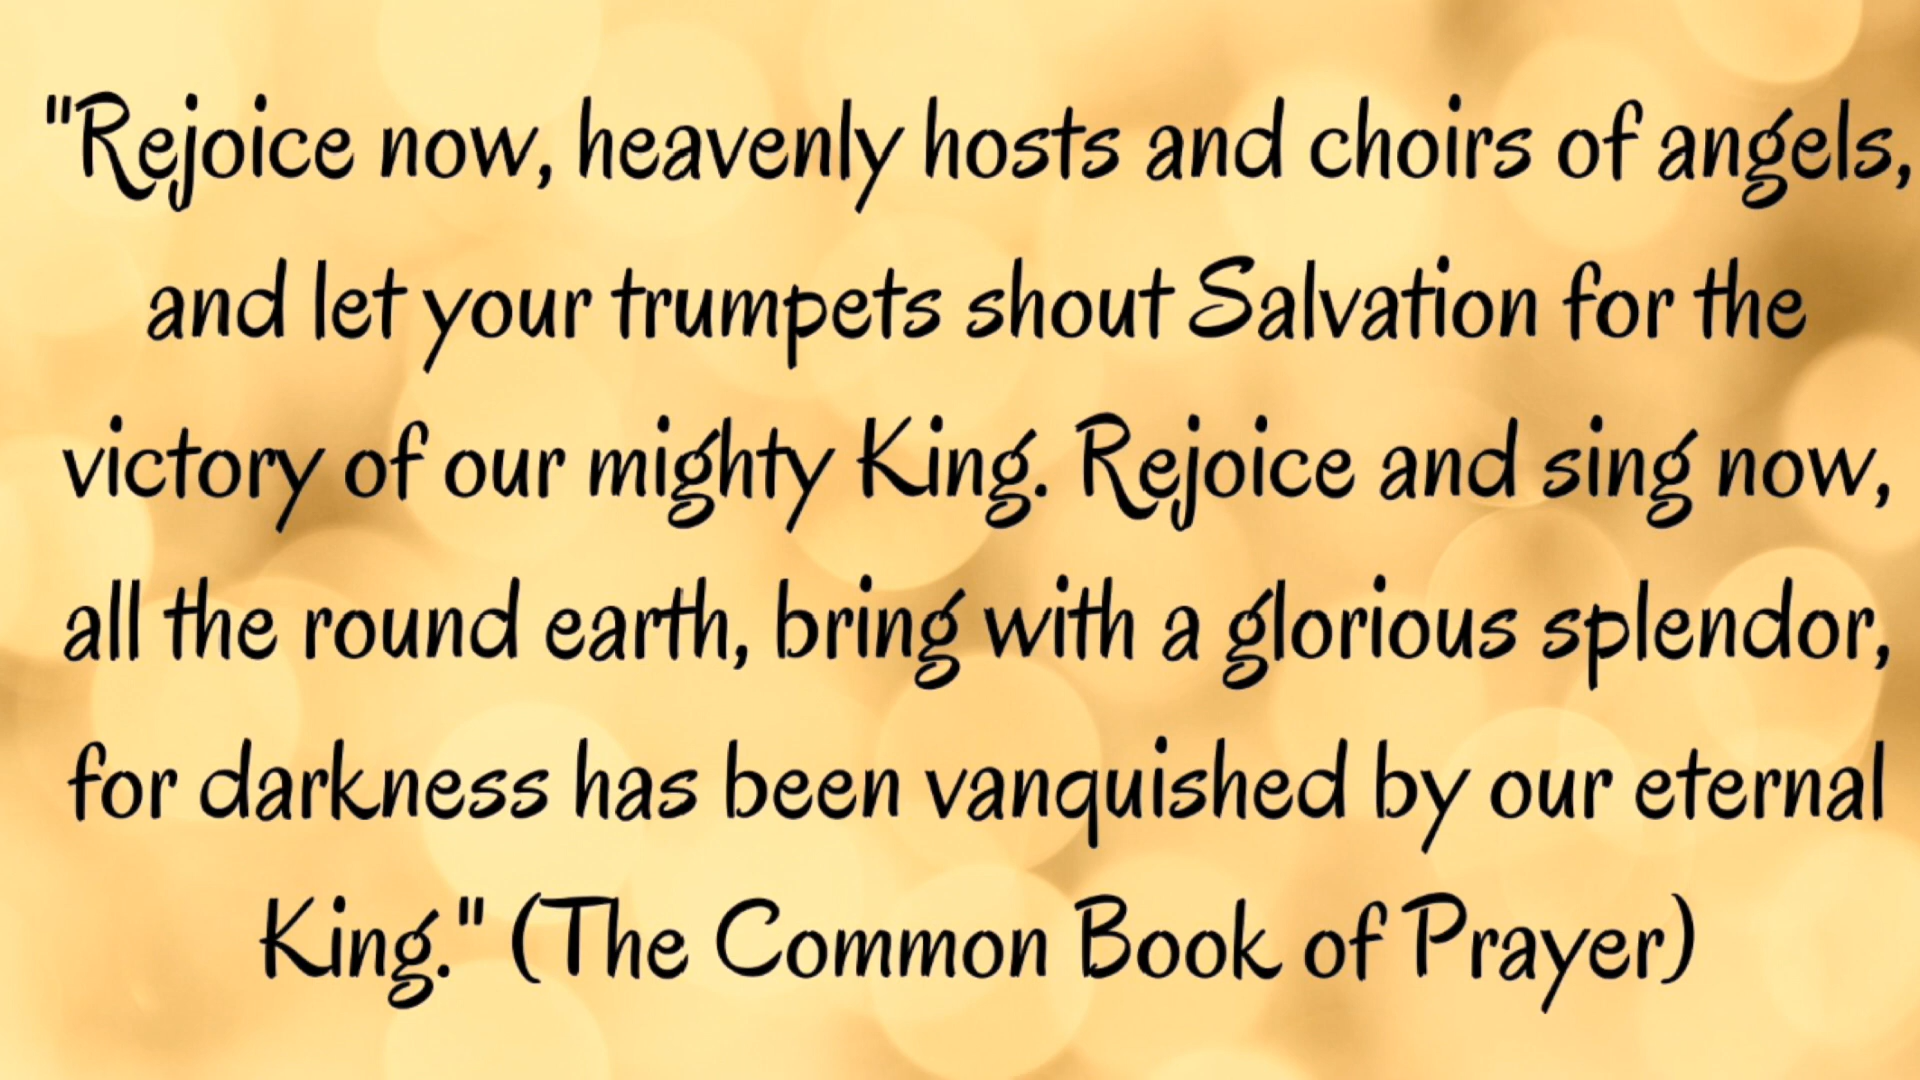 "Rejoice now, heavenly hosts and choirs of angels,
and let your trumpets shout Salvation for the
victory of our mighty King. Rejoice and sing now,
all the round earth, bring with a glorious splendor,
for darkness has been vanquished by our eternal
King." (The Common Book of Prayer)